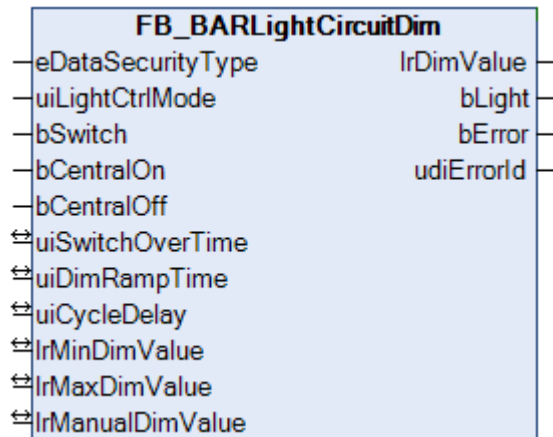 FB_BARLightCircuitDim
eDataSecurityType lrDimValue
uiLightCtrlMode bLight
bSwitch bError
bCentralOn udiErrorId
bCentralOff
uiSwitchOverTime
uiDimRampTime
uiCycleDelay
lrMinDimValue
lrMaxDimValue
lrManualDimValue